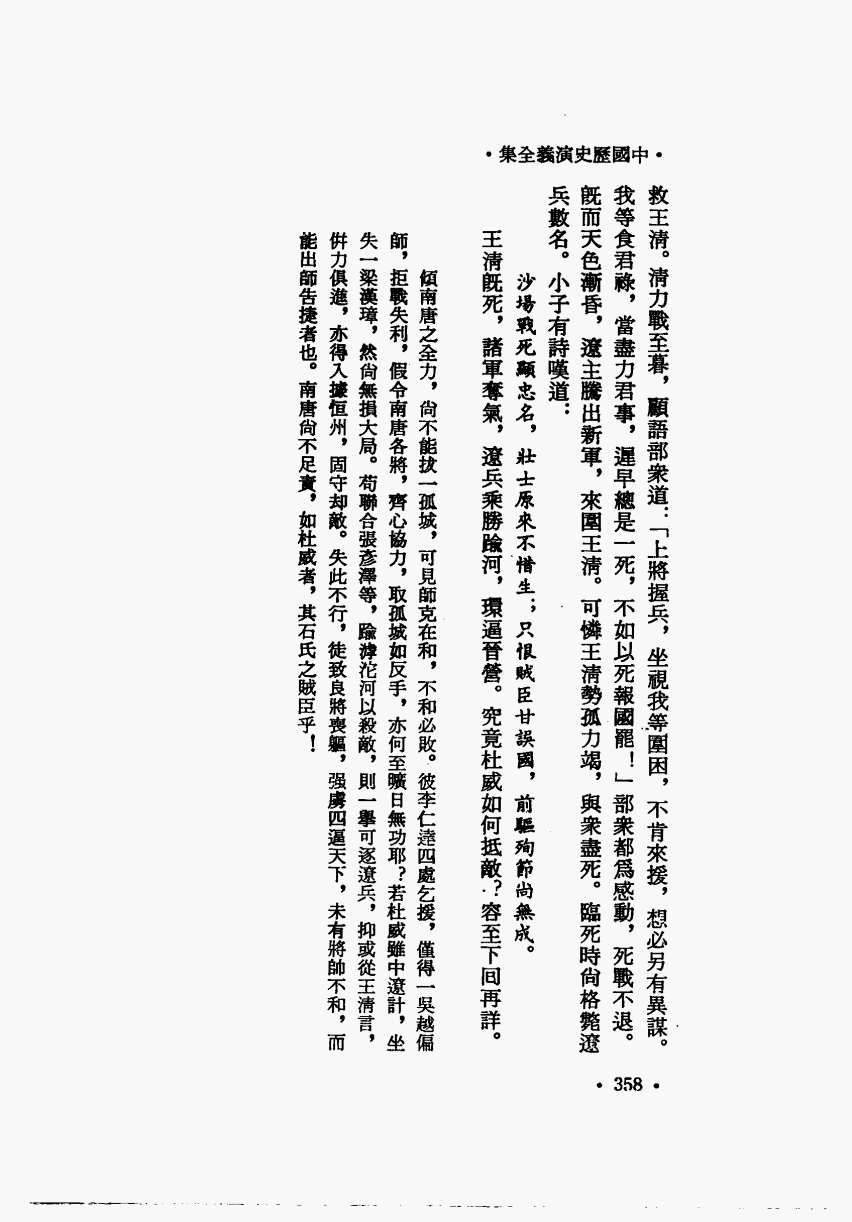 •中國歷史演義全集•
救王淸。淸力戰至暮，顧語部衆道：「上將握兵，坐視我等圍困，不肯來援，想必另有異謀。
我等食君祿，當盡力君事，遲早總是一死，不如以死報國罷！」部衆都爲感動，死戰不退。
旣而天色漸昏，遼主騰出新軍，來圍王淸。可憐王淸勢孤力竭，與衆盡死。臨死時尙格斃遼
兵數名。小子有詩嘆道：
沙場戰死顯忠名，壯士原來不惜生；只恨賊臣甘誤國，前驅殉節尙無成。
王淸旣死，諸軍奪氣，遼兵乘勝踰河，環逼晉營。究竟杜威如何抵敵？容至下回再詳。
傾南唐之全力，尙不能拔一孤城，可見師克在和，不和必敗。彼李仁達四處乞援，僅得一吳越偏
師，拒戰失利，假令南唐各將，齊心協力，取孤城如反手，亦何至曠日無功耶？若杜威雖中遼計，坐
失一梁漢璋，然尙無損大局。苟聯合張彥澤等，踰滹沱河以殺敵，則一舉可逐遼兵，抑或從王淸言，
倂力俱進，亦得入據恒州，固守却敵。失此不行，徒致良將喪軀，强虜四逼天下，未有將帥不和，而
能出師告捷者也。南唐尙不足責，如杜威者，其石氏之賊臣乎！
•358•